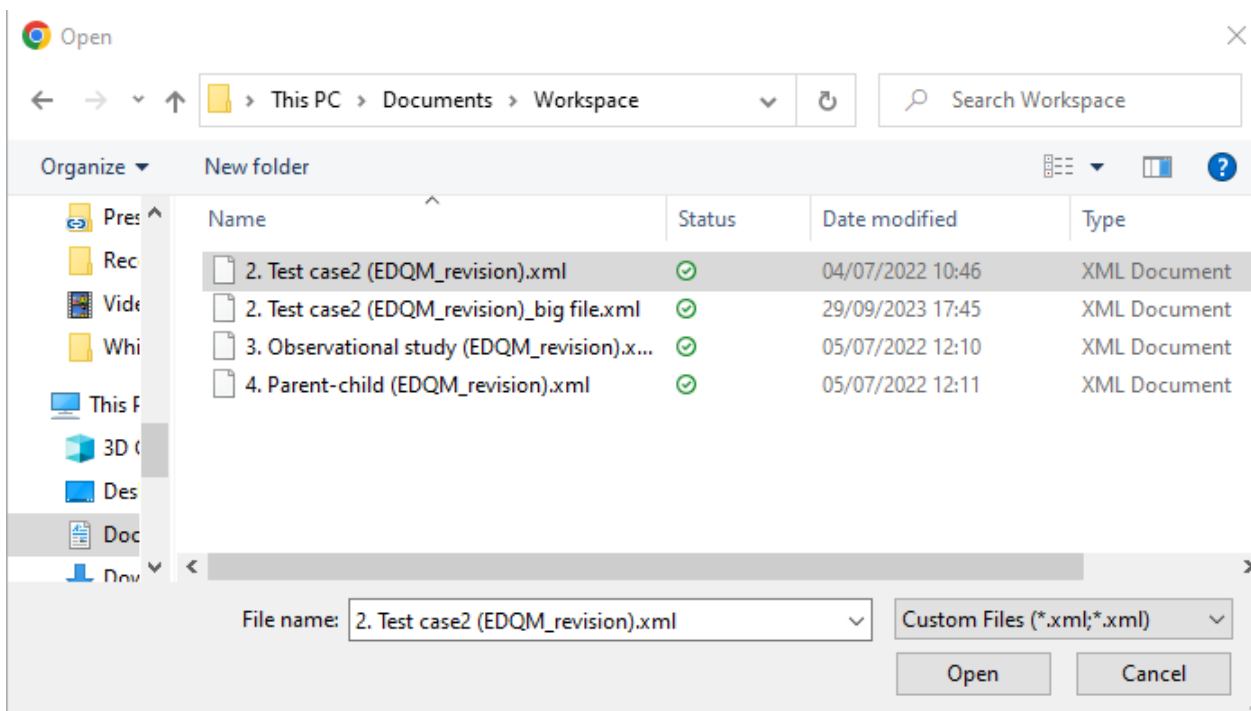 Open
This PC > Documents > Workspace
Search Workspace
Organize
New folder
?
Name
Status
Date modified
Type
Pres
Rec
Vide
Whi
This P
3D
Des
Doc
Dow
2. Test case2 (EDQM_revision).xml 04/07/2022 10:46 XML Document
2. Test case2 (EDQM_revision)_big file.xml 29/09/2023 17:45 XML Document
3. Observational study (EDQM_revision).x... 05/07/2022 12:10 XML Document
4. Parent-child (EDQM_revision).xml 05/07/2022 12:11 XML Document
File name: 2. Test case2 (EDQM_revision).xml
Custom Files (*.xml;*.xml)
Open
Cancel